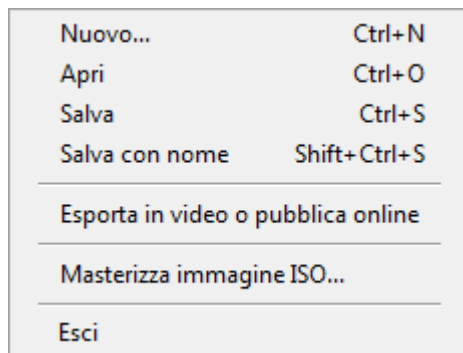 Nuovo... Ctrl+N
Apri Ctrl+O
Salva Ctrl+S
Salva con nome Shift+Ctrl+S
Esporta in video o pubblica online
Masterizza immagine ISO...
Esci